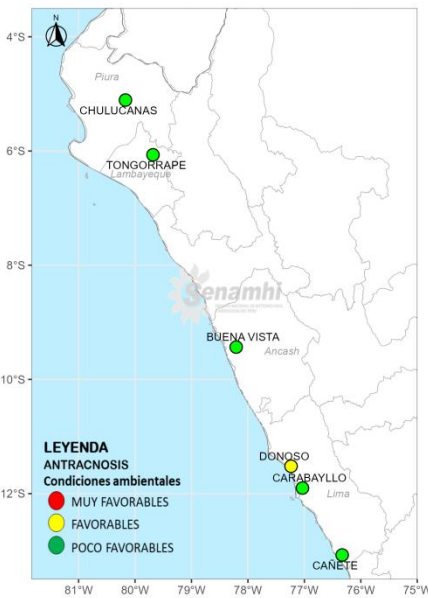 N
4°S
Piura
CHULUCANAS
6°S
TONGORRAPE
Lambayeque
8°S
Senamhi
BUENA VISTA
Ancash
10°S
LEYENDA
ANTRACNOSIS
Condiciones ambientales
MUY FAVORABLES
FAVORABLES
POCO FAVORABLES
DONOSO
CARABAYLLO
12°S
Lima
CAÑETE
81°W 80°W 79°W 78°W 77°W 76°W 75°W